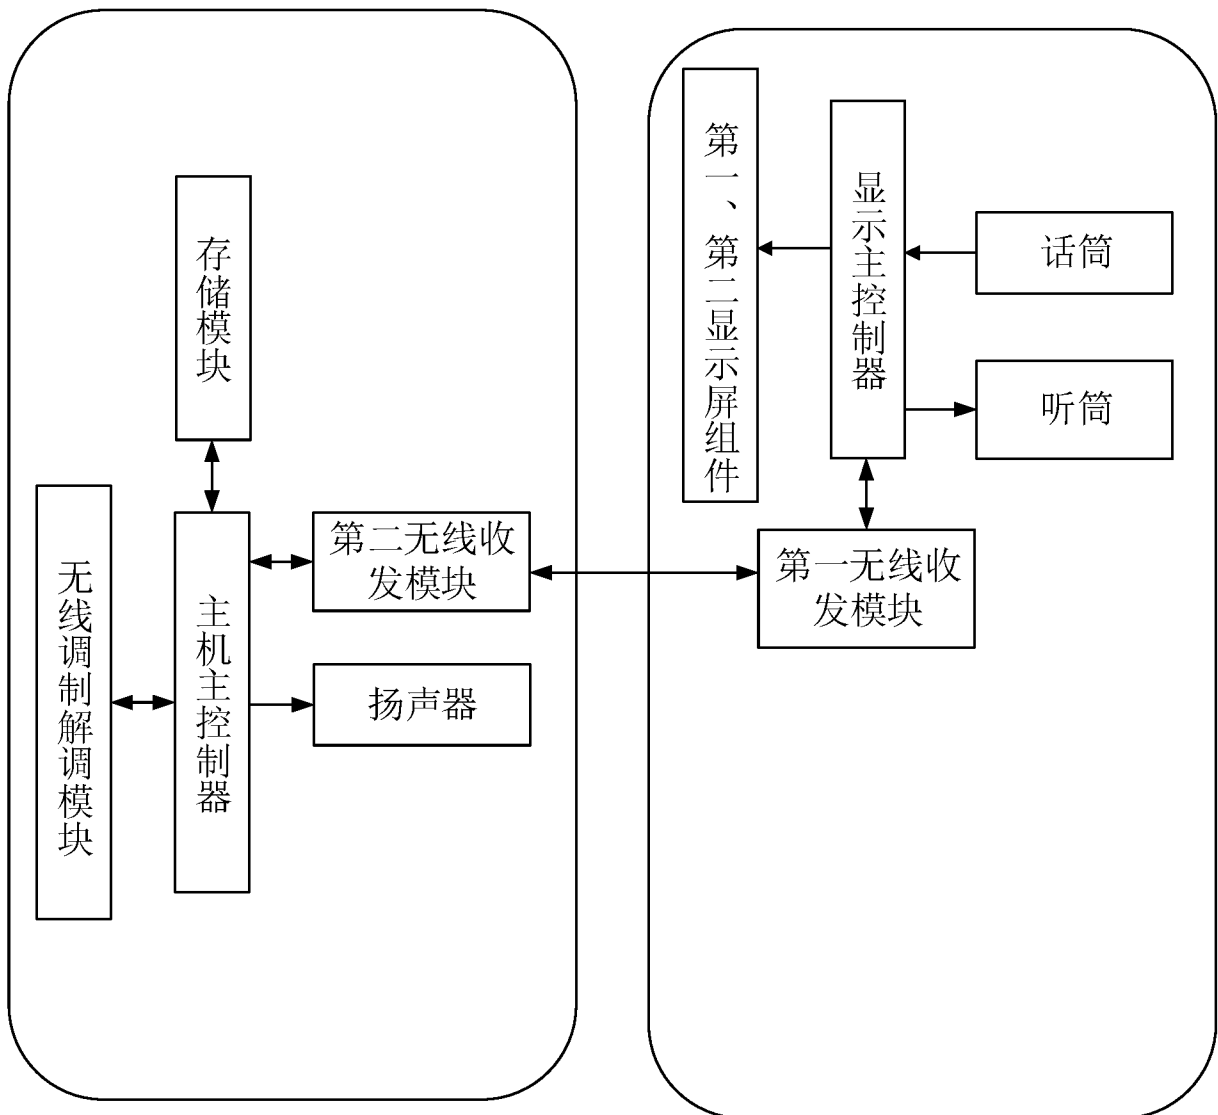 存储模块
无线调制解调模块
主机主控制器
第二无线收
发模块
扬声器
第一、第二显示屏组件
显示主控制器
话筒
听筒
第一无线收
发模块